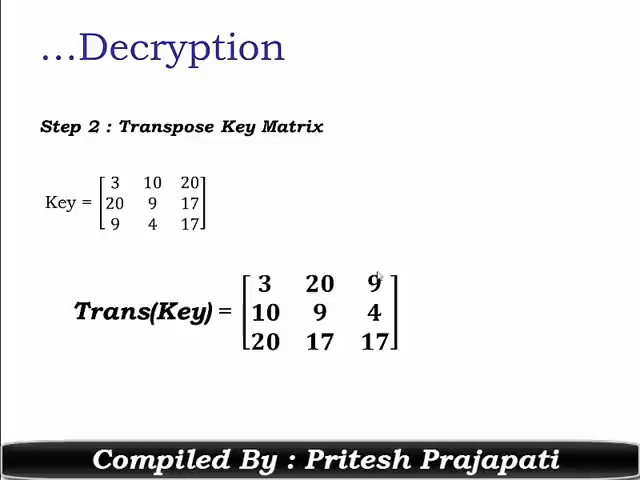 ...Decryption
Step 2 : Transpose Key Matrix
Key = [3 10 20
20 9 17
9 4 17]
Trans(Key) = [3 20 9
10 9 4
20 17 17]
Compiled By : Pritesh Prajapati